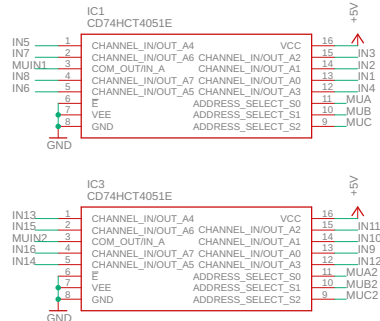 IC1
CD74HCT4051E
+5V
IN5 1 CHANNEL_IN/OUT_A4 VCC 16
IN7 2 CHANNEL_IN/OUT_A6 CHANNEL_IN/OUT_A2 15 IN3
MUIN1 3 COM_OUT/IN_A CHANNEL_IN/OUT_A1 14 IN2
IN8 4 CHANNEL_IN/OUT_A7 CHANNEL_IN/OUT_A0 13 IN1
IN6 5 CHANNEL_IN/OUT_A5 CHANNEL_IN/OUT_A3 12 IN4
6 E ADDRESS_SELECT_S0 11 MUA
7 VEE ADDRESS_SELECT_S1 10 MUB
8 GND ADDRESS_SELECT_S2 9 MUC
GND
IC3
CD74HCT4051E
+5V
IN13 1 CHANNEL_IN/OUT_A4 VCC 16
IN15 2 CHANNEL_IN/OUT_A6 CHANNEL_IN/OUT_A2 15 IN11
MUIN2 3 COM_OUT/IN_A CHANNEL_IN/OUT_A1 14 IN10
IN16 4 CHANNEL_IN/OUT_A7 CHANNEL_IN/OUT_A0 13 IN9
IN14 5 CHANNEL_IN/OUT_A5 CHANNEL_IN/OUT_A3 12 IN12
6 E ADDRESS_SELECT_S0 11 MUA2
7 VEE ADDRESS_SELECT_S1 10 MUB2
8 GND ADDRESS_SELECT_S2 9 MUC2
GND